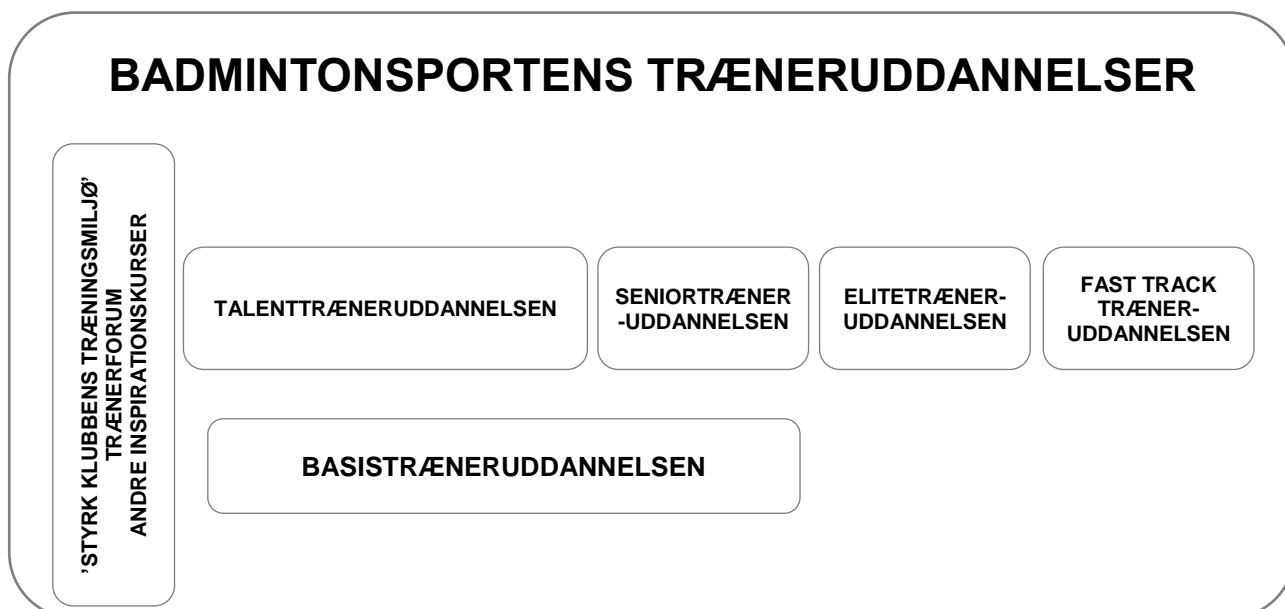 BADMINTONSPORTENS TRÆNERUDDANNELSER
'STYRK KLUBBENS TRÆNINGSMILJØ'
TRÆNERFORUM
ANDRE INSPIRATIONSKURSER
TALENTTRÆNERUDDANNELSEN
SENIORTRÆNER
-UDDANNELSEN
ELITETRÆNER-
UDDANNELSEN
FAST TRACK
TRÆNER-
UDDANNELSEN
BASISTRÆNERUDDANNELSEN